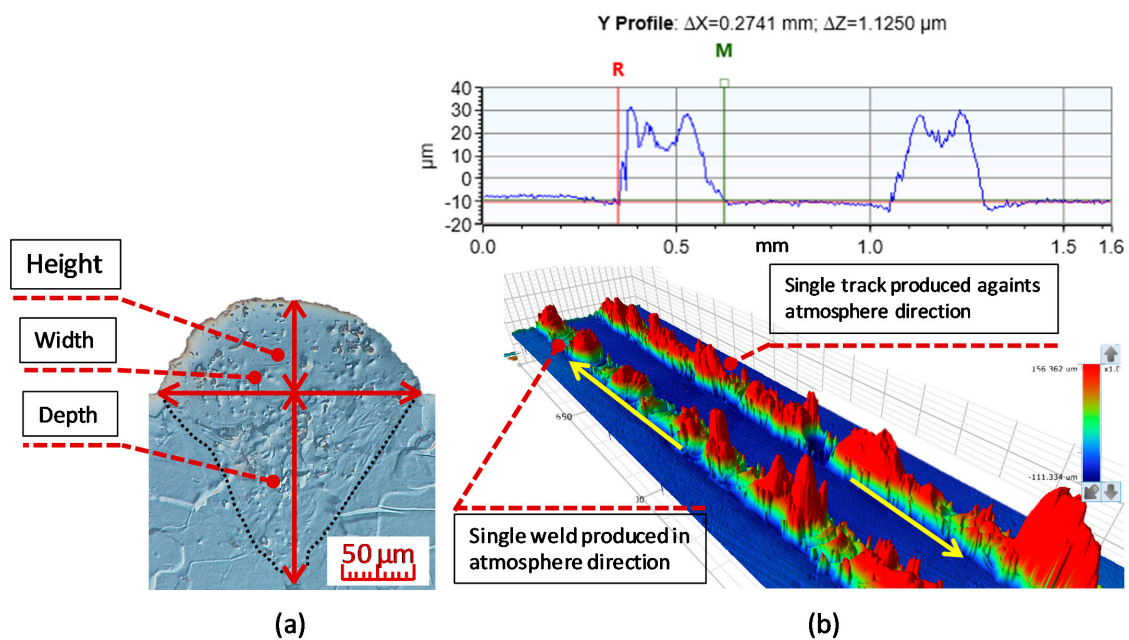 Y Profile: ΔX=0.2741 mm; ΔZ=1.1250 µm
R
M
40
30
20
10
0
-10
-20
µm
0.0
0.5
mm
1.0
1.5
1.6
Height
Width
Depth
50 µm
Single track produced againts
atmosphere direction
156 362 um
x1.0
-111.334 um
650
Single weld produced in
atmosphere direction
(a)
(b)